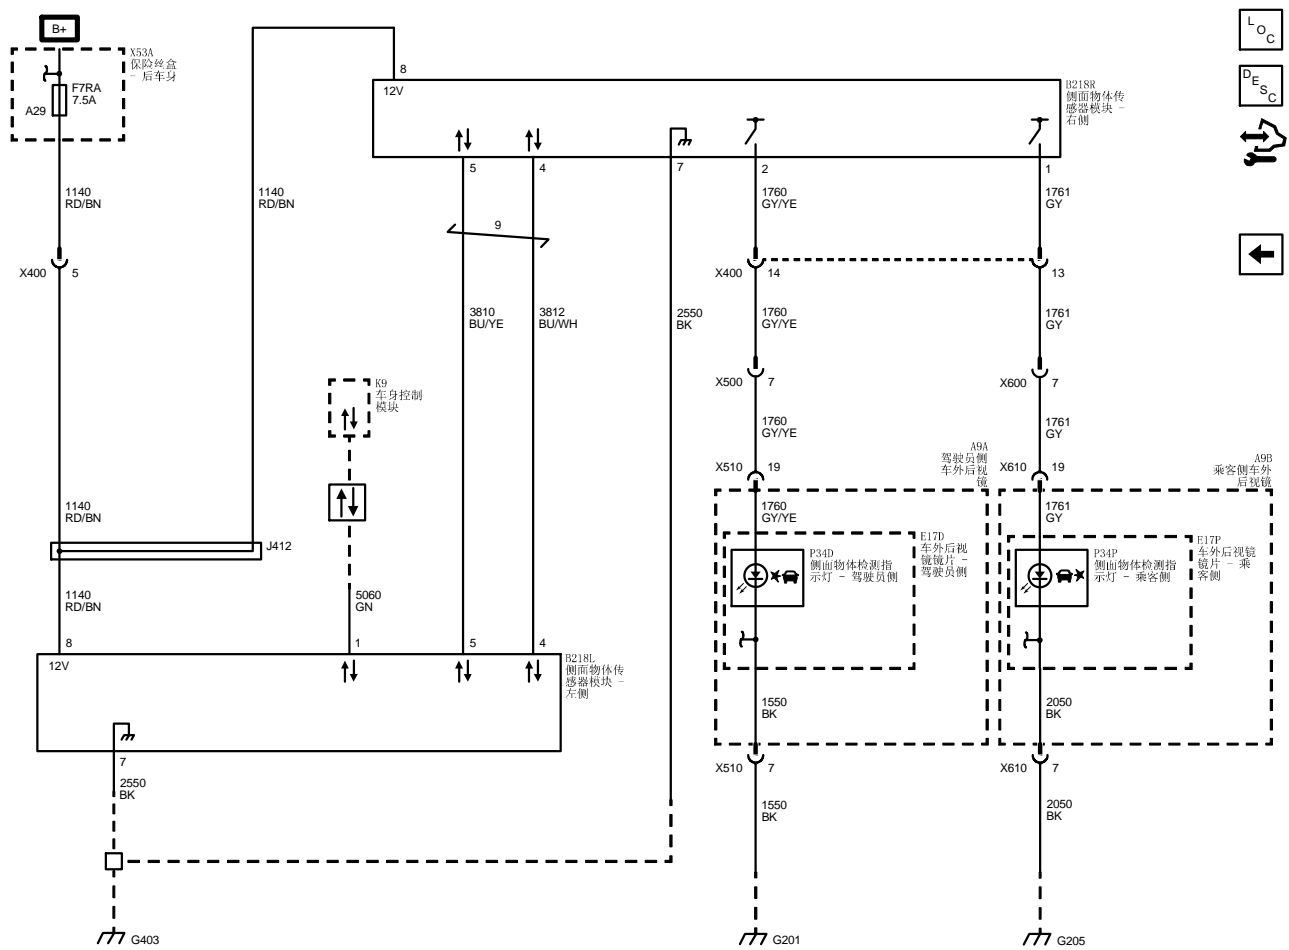 B+
X53A
保险丝盒
- 后车身
F7RA
7.5A
A29
1140
RD/BN
X400
5
1140
RD/BN
J412
1140
RD/BN
8
12V
1140
RD/BN
8
12V
B218R
侧面物体传
感器模块 -
右侧
5
4
7
2
1
9
3810
BU/YE
3812
BU/WH
2550
BK
K9
车身控制
模块
5060
GN
1
5
4
B218L
侧面物体传
感器模块 -
左侧
7
2550
BK
G403
1760
GY/YE
X400
14
1760
GY/YE
X500
7
1760
GY/YE
X510
19
A9A
驾驶员侧
车外后视
镜
1760
GY/YE
E17D
车外后视
镜镜片 -
驾驶员侧
P34D
侧面物体检测指
示灯 - 驾驶员侧
1550
BK
X510
7
1550
BK
G201
1761
GY
13
1761
GY
X600
7
1761
GY
X610
19
A9B
乘客侧车外
后视镜
1761
GY
E17P
车外后视镜
镜片 - 乘
客侧
P34P
侧面物体检测指
示灯 - 乘客侧
2050
BK
X610
7
2050
BK
G205
LOC
DESC